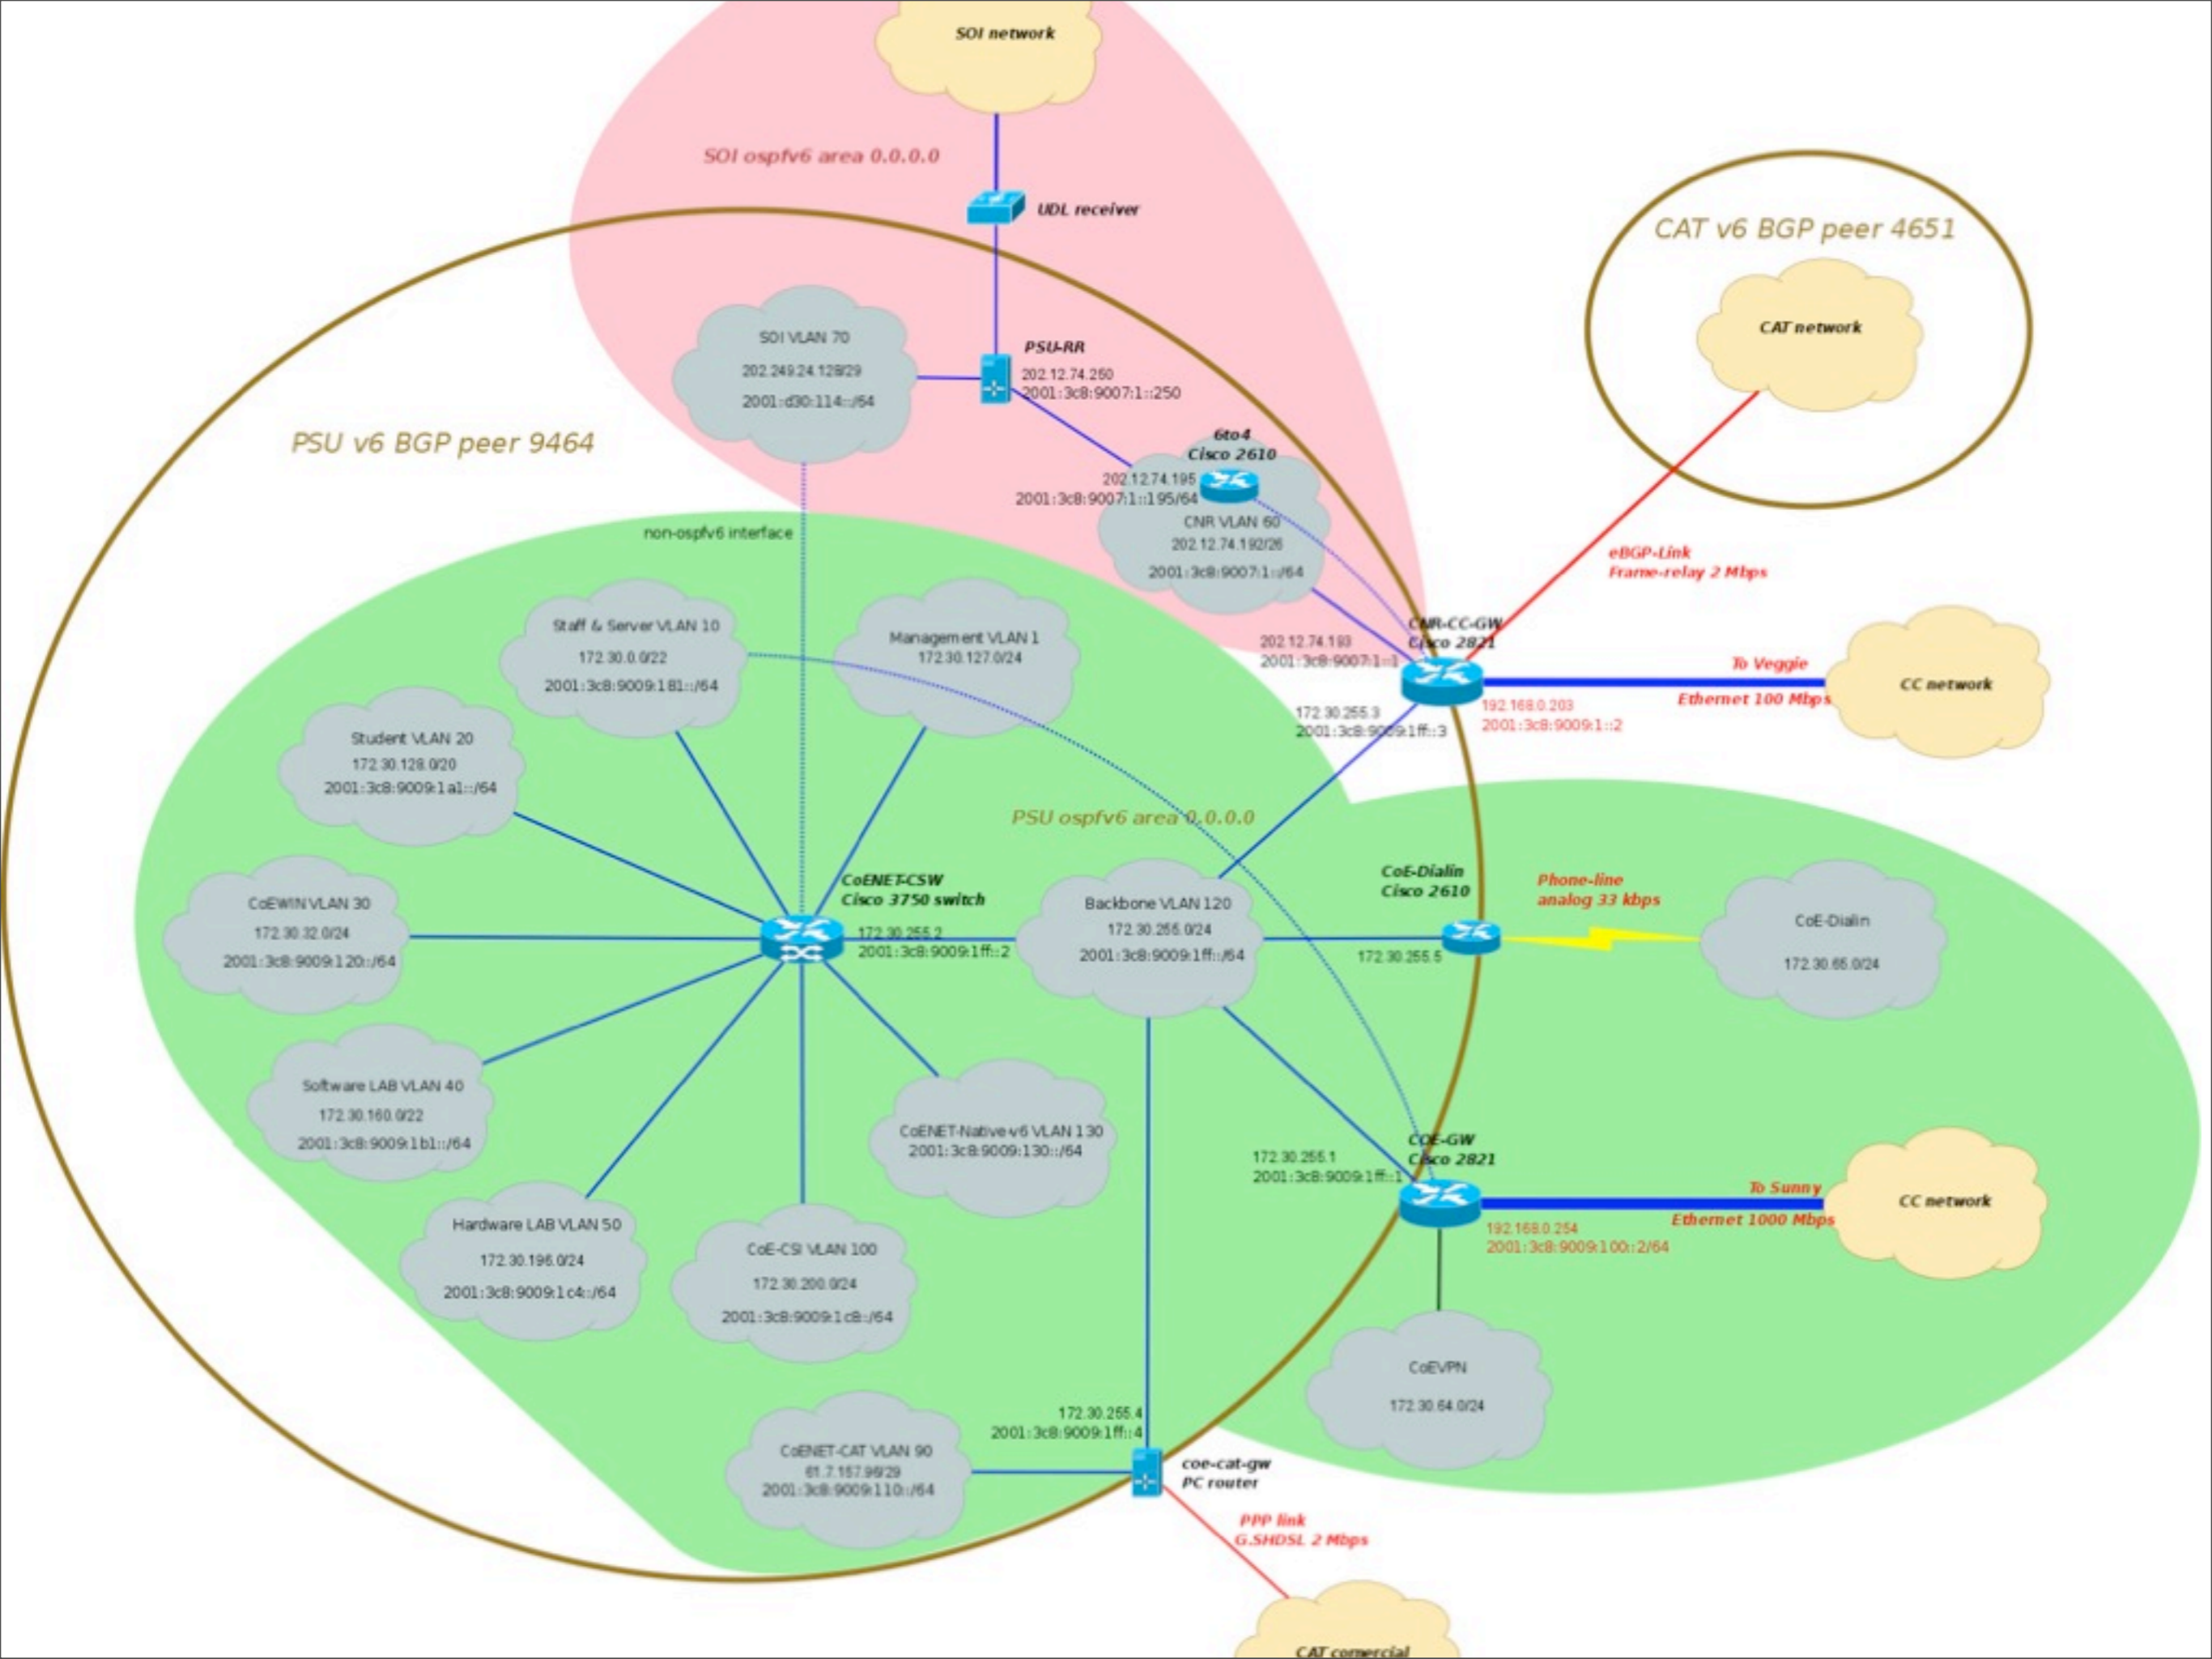 SOI network
SOI ospfv6 area 0.0.0.0
UDL receiver
CAT v6 BGP peer 4651
CAT network
SOI VLAN 70
202.249.24.128/29
2001:d30:114::/64
PSU-RR
202.12.74.250
2001:3c8:9007:1::250
PSU v6 BGP peer 9464
6to4
Cisco 2610
202.12.74.195
2001:3c8:9007:1::195/64
CNR VLAN 60
202.12.74.192/26
2001:3c8:9007:1::/64
non-ospfv6 interface
eBGP-Link
Frame-relay 2 Mbps
Staff & Server VLAN 10
172.30.0.0/22
2001:3c8:9009:181::/64
Management VLAN 1
172.30.127.0/24
CNR-CC-GW
Cisco 2821
202.12.74.193
2001:3c8:9007:1::1
To Veggie
Ethernet 100 Mbps
CC network
192.168.0.203
2001:3c8:9009:1::2
172.30.255.3
2001:3c8:9009:1ff::3
Student VLAN 20
172.30.128.0/20
2001:3c8:9009:1a1::/64
PSU ospfv6 area 0.0.0.0
CoENET-CSW
Cisco 3750 switch
172.30.255.2
2001:3c8:9009:1ff::2
CoEWIN VLAN 30
172.30.32.0/24
2001:3c8:9009:120::/64
Backbone VLAN 120
172.30.255.0/24
2001:3c8:9009:1ff::/64
CoE-Dialin
Cisco 2610
172.30.255.5
Phone-line
analog 33 kbps
CoE-Dialin
172.30.65.0/24
Software LAB VLAN 40
172.30.160.0/22
2001:3c8:9009:1b1::/64
CoENET-Native-v6 VLAN 130
2001:3c8:9009:130::/64
COE-GW
Cisco 2821
172.30.255.1
2001:3c8:9009:1ff::1
To Sunny
Ethernet 1000 Mbps
CC network
192.168.0.254
2001:3c8:9009:100::2/64
Hardware LAB VLAN 50
172.30.196.0/24
2001:3c8:9009:1c4::/64
CoE-CSI VLAN 100
172.30.200.0/24
2001:3c8:9009:1c8::/64
CoEVPN
172.30.64.0/24
172.30.255.4
2001:3c8:9009:1ff::4
CoENET-CAT VLAN 90
61.7.157.96/29
2001:3c8:9009:110::/64
coe-cat-gw
PC router
PPP link
G.SHDSL 2 Mbps
CAT comercial